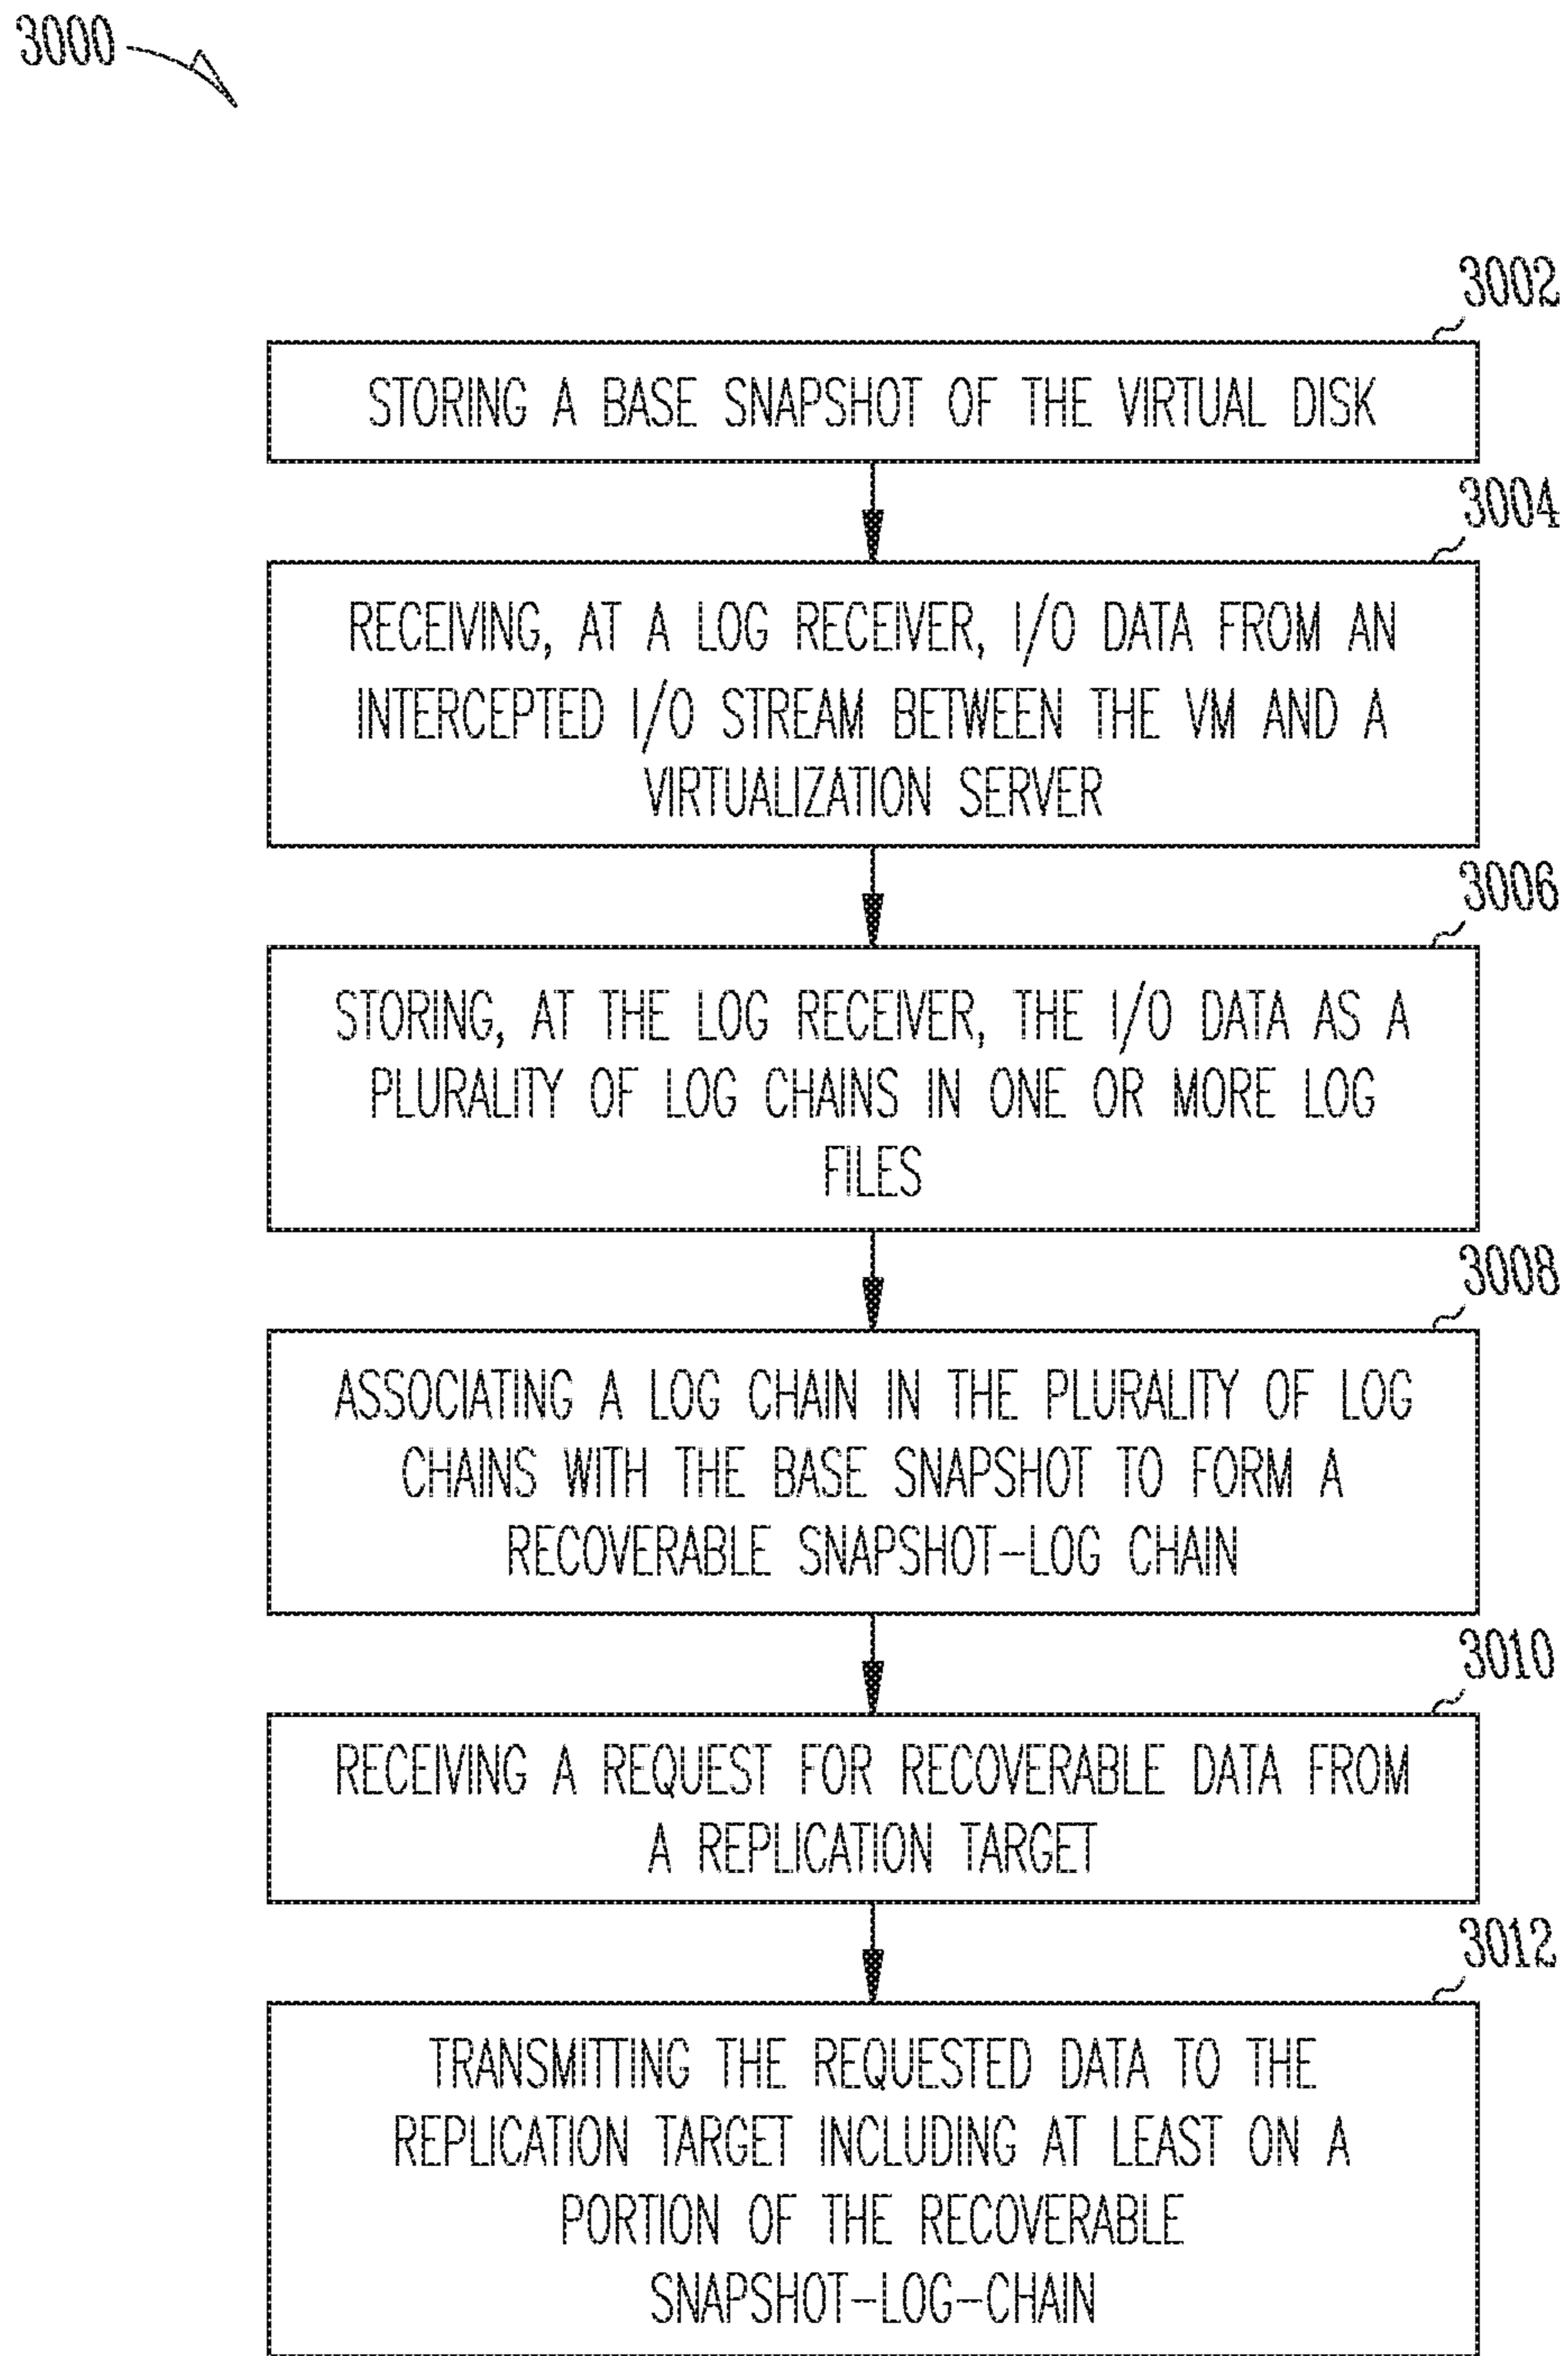 3000
3002
STORING A BASE SNAPSHOT OF THE VIRTUAL DISK
3004
RECEIVING, AT A LOG RECEIVER, I/O DATA FROM AN
INTERCEPTED I/O STREAM BETWEEN THE VM AND A
VIRTUALIZATION SERVER
3006
STORING, AT THE LOG RECEIVER, THE I/O DATA AS A
PLURALITY OF LOG CHAINS IN ONE OR MORE LOG
FILES
3008
ASSOCIATING A LOG CHAIN IN THE PLURALITY OF LOG
CHAINS WITH THE BASE SNAPSHOT TO FORM A
RECOVERABLE SNAPSHOT-LOG CHAIN
3010
RECEIVING A REQUEST FOR RECOVERABLE DATA FROM
A REPLICATION TARGET
3012
TRANSMITTING THE REQUESTED DATA TO THE
REPLICATION TARGET INCLUDING AT LEAST ON A
PORTION OF THE RECOVERABLE
SNAPSHOT-LOG-CHAIN